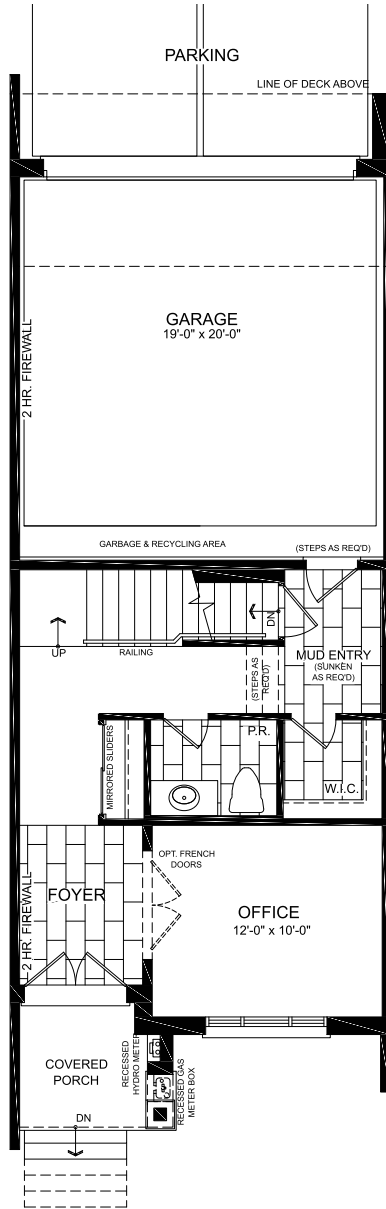 PARKING
LINE OF DECK ABOVE
GARAGE
19'-0" x 20'-0"
2 HR. FIREWALL
GARBAGE & RECYCLING AREA
(STEPS AS REQ'D)
DN
UP
RAILING
MUD ENTRY
(SUNKEN
AS REQ'D)
(STEPS AS
REQ'D)
P.R.
MIRRORED SLIDERS
W.I.C.
OPT. FRENCH
DOORS
FOYER
2 HR. FIREWALL
OFFICE
12'-0" x 10'-0"
COVERED
PORCH
RECESSED
HYDRO METER
RECESSED GAS
METER BOX
DN